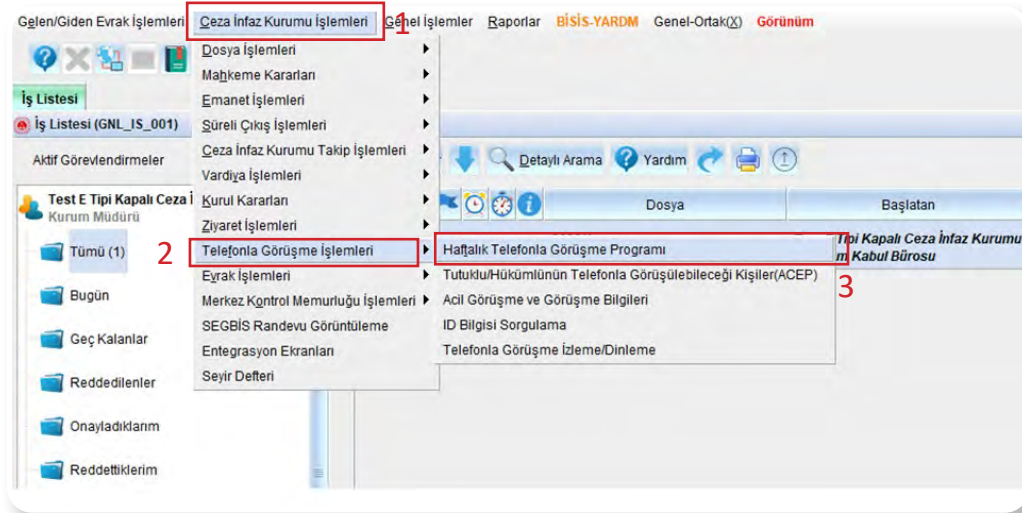 Gelen/Giden Evrak İşlemleri Ceza İnfaz Kurumu İşlemleri Genel İşlemler Raporlar BİSİS-YARDM Genel-Ortak(X) Görünüm
1
Dosya İşlemleri
Mahkeme Kararları
İş Listesi
Emanet İşlemleri
İş Listesi (GNL_IS_001)
Süreli Çıkış İşlemleri
Aktif Görevlendirmeler
Ceza İnfaz Kurumu Takip İşlemleri
Detaylı Arama Yardım
Vardiya İşlemleri
Test E Tipi Kapalı Ceza İ
Kurum Müdürü
Kurul Kararları
Dosya Başlatan
Ziyaret İşlemleri
Tümü (1)
2
Telefonla Görüşme İşlemleri
Haftalık Telefonla Görüşme Programı
Tipi Kapalı Ceza İnfaz Kurumu
m Kabul Bürosu
Evrak İşlemleri
Tutuklu/Hükümlünün Telefonla Görüşülebileceği Kişiler(ACEP)
3
Bugün
Merkez Kontrol Memurluğu İşlemleri
Acil Görüşme ve Görüşme Bilgileri
SEGBİS Randevu Görüntüleme
ID Bilgisi Sorgulama
Geç Kalanlar
Entegrasyon Ekranları
Telefonla Görüşme İzleme/Dinleme
Seyir Defteri
Reddedilenler
Onayladıklarım
Reddettiklerim